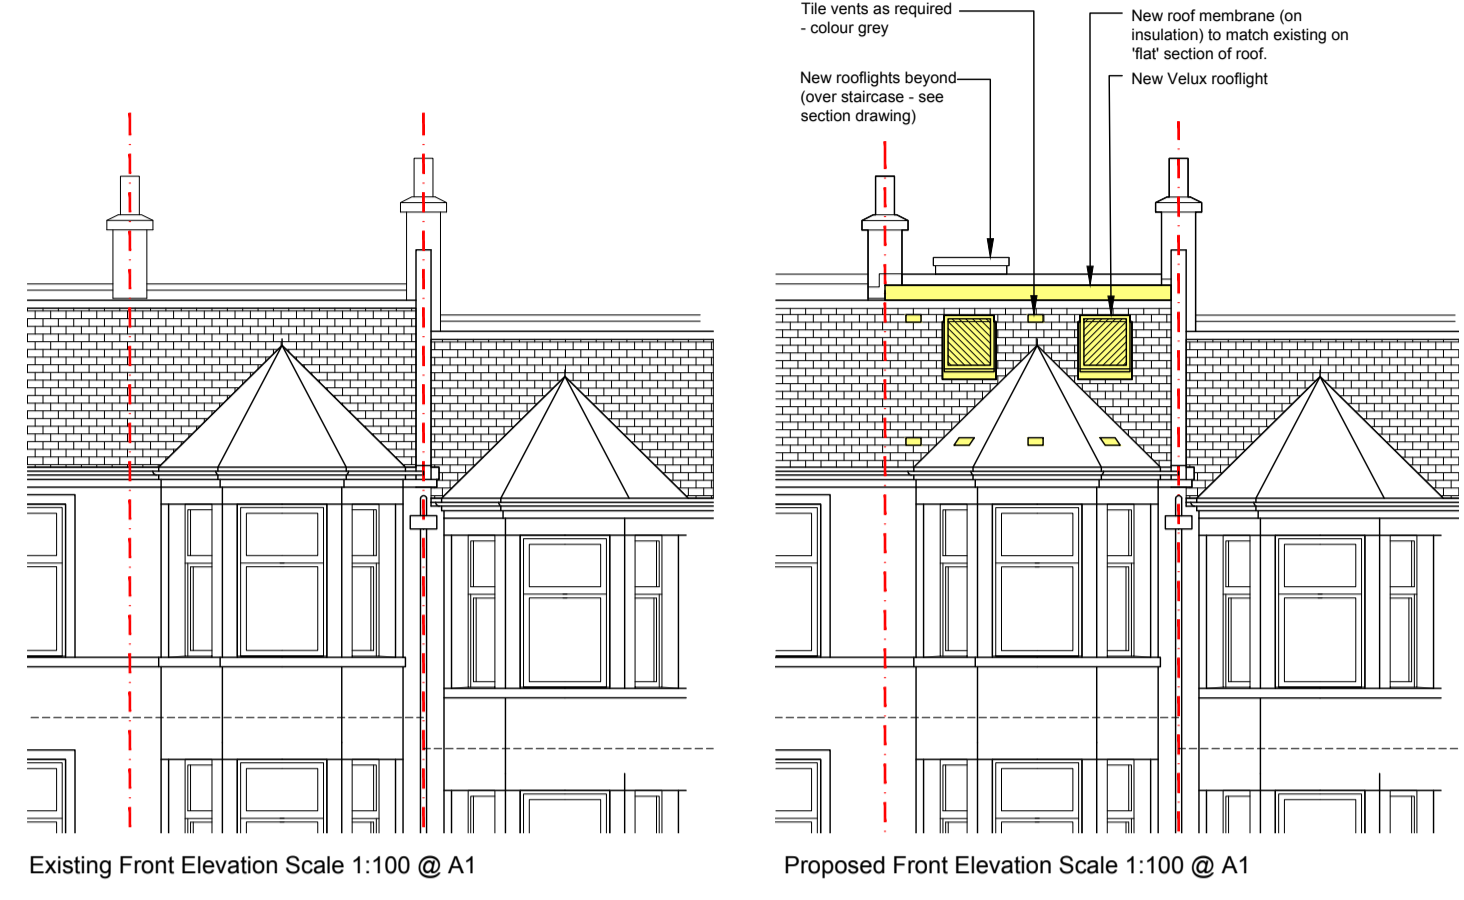 Tile vents as required
- colour grey
New rooflights beyond
(over staircase - see
section drawing)
New roof membrane (on
insulation) to match existing on
'flat' section of roof.
New Velux rooflight
Existing Front Elevation Scale 1:100 @ A1
Proposed Front Elevation Scale 1:100 @ A1